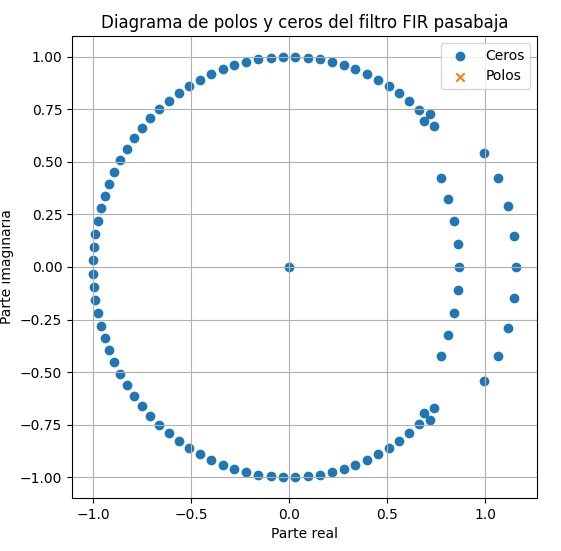 Diagrama de polos y ceros del filtro FIR pasabaja
Ceros
Polos
1.00
0.75
0.50
0.25
0.00
−0.25
−0.50
−0.75
−1.00
Parte imaginaria
−1.0 −0.5 0.0 0.5 1.0
Parte real